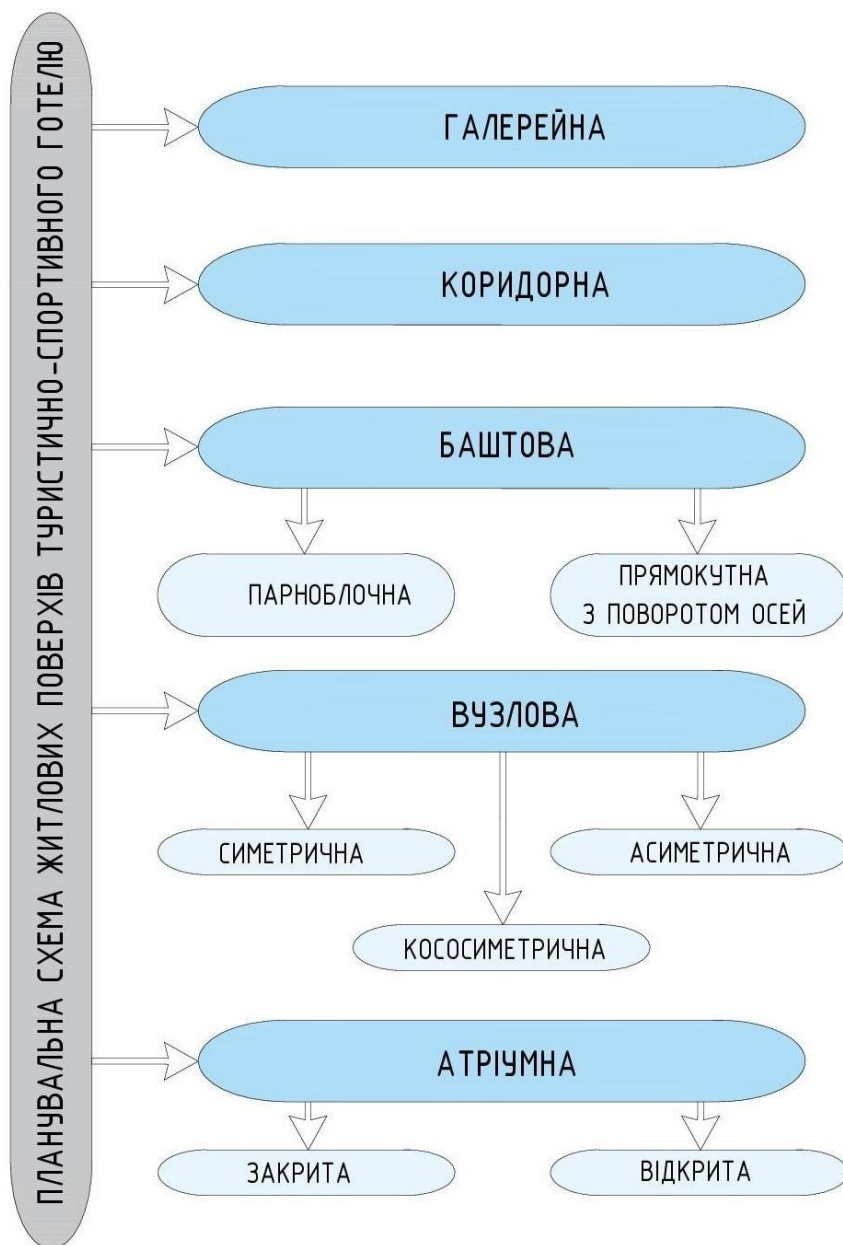 ПЛАНУВАЛЬНА СХЕМА ЖИТЛОВИХ ПОВЕРХІВ ТУРИСТИЧНО-СПОРТИВНОГО ГОТЕЛЮ
ГАЛЕРЕЙНА
КОРИДОРНА
БАШТОВА
ПАРНОБЛОЧНА
ПРЯМОКУТНА
З ПОВОРОТОМ ОСЕЙ
ВУЗЛОВА
СИМЕТРИЧНА
АСИМЕТРИЧНА
КОСОСИМЕТРИЧНА
АТРІУМНА
ЗАКРИТА
ВІДКРИТА